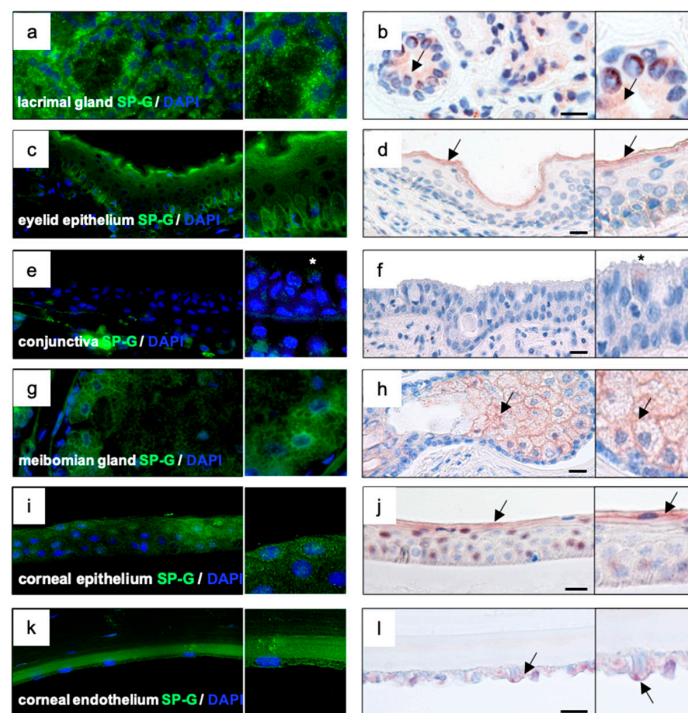 a
b
lacrimal gland SP-G / DAPI
c
d
eyelid epithelium SP-G/ DAPI
e
*
f
*
conjunctiva SP-G/ DAPI
g
h
meibomian gland SP-G / DAPI
i
j
corneal epithelium SP-G/ DAPI
k
l
corneal endothelium SP-G / DAPI